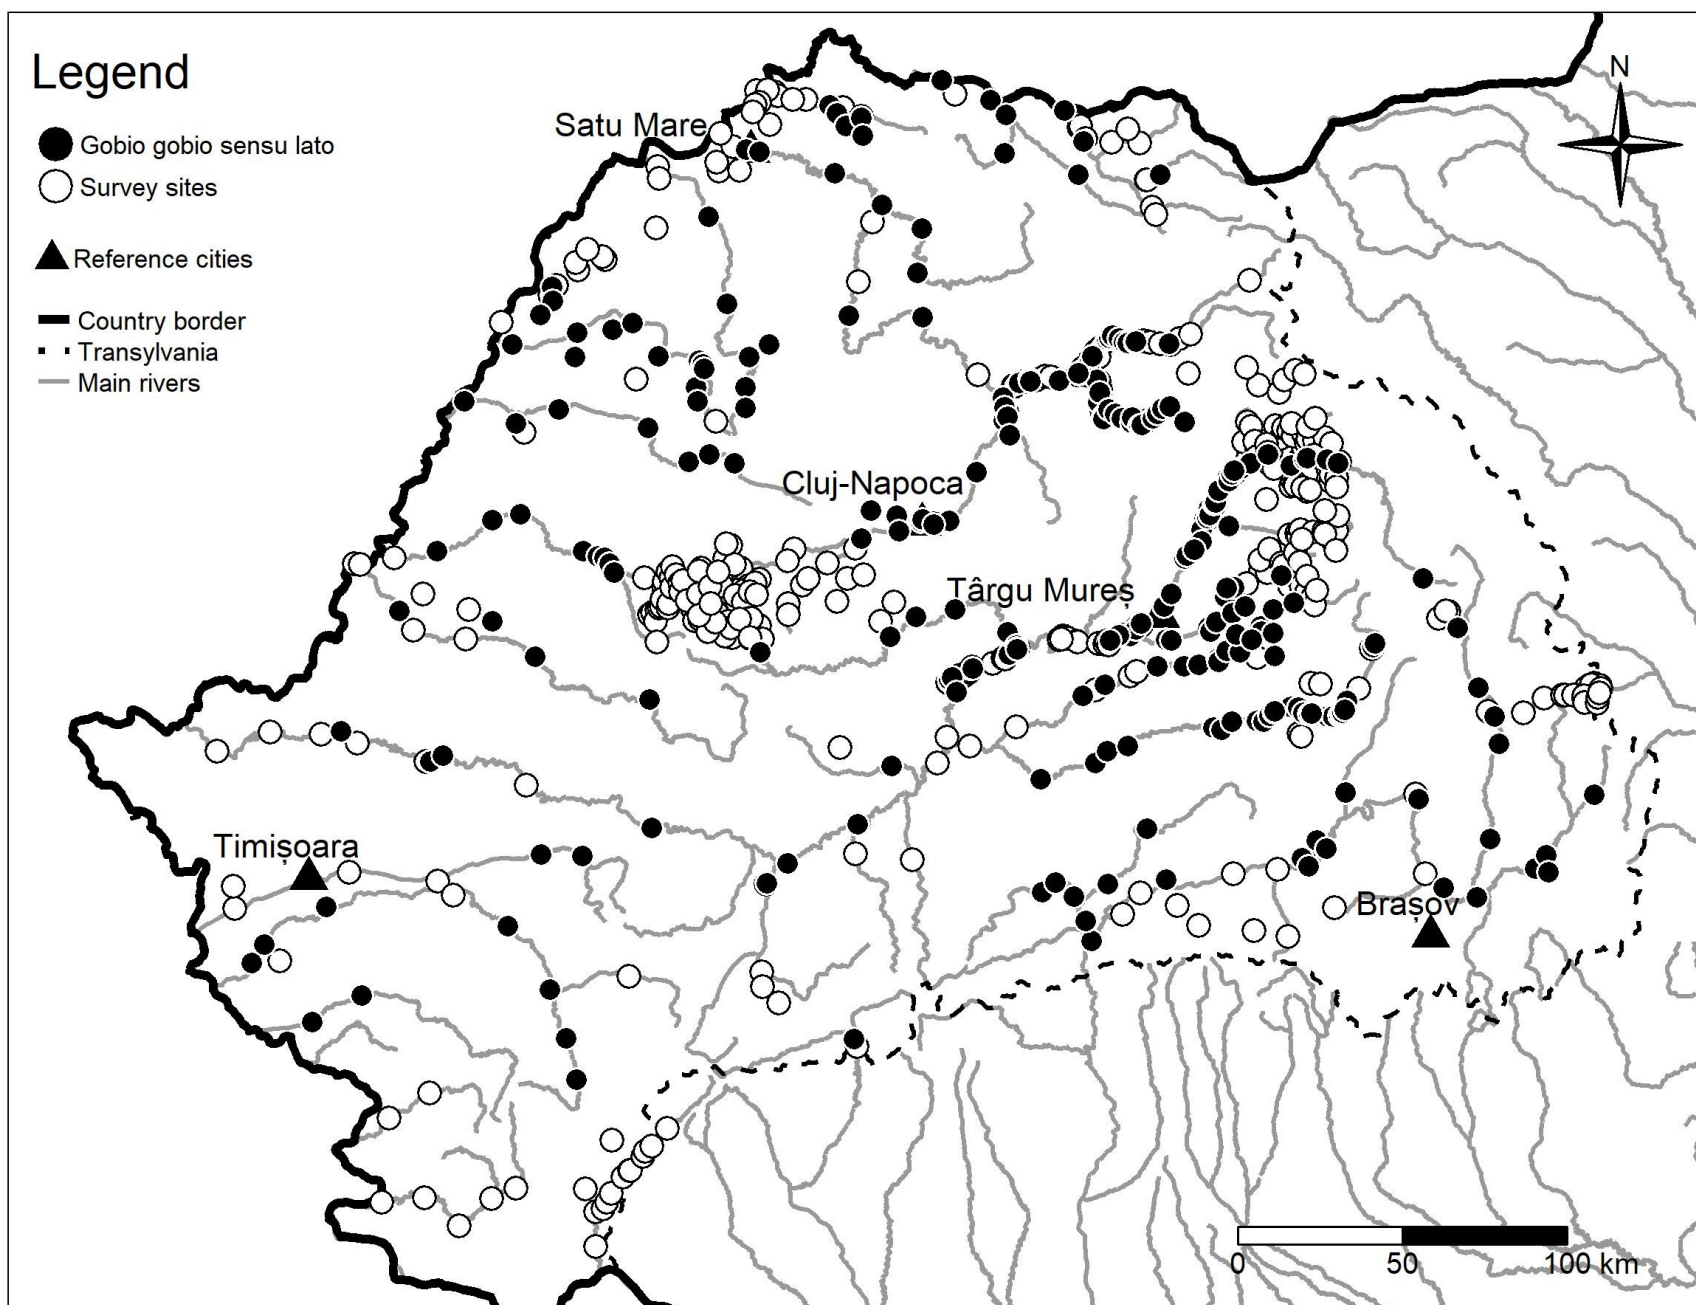 Legend
Gobio gobio sensu lato
Survey sites
Reference cities
Country border
Transylvania
Main rivers
N
Satu Mare
Cluj-Napoca
Târgu Mureș
Timișoara
Brașov
0 50 100 km